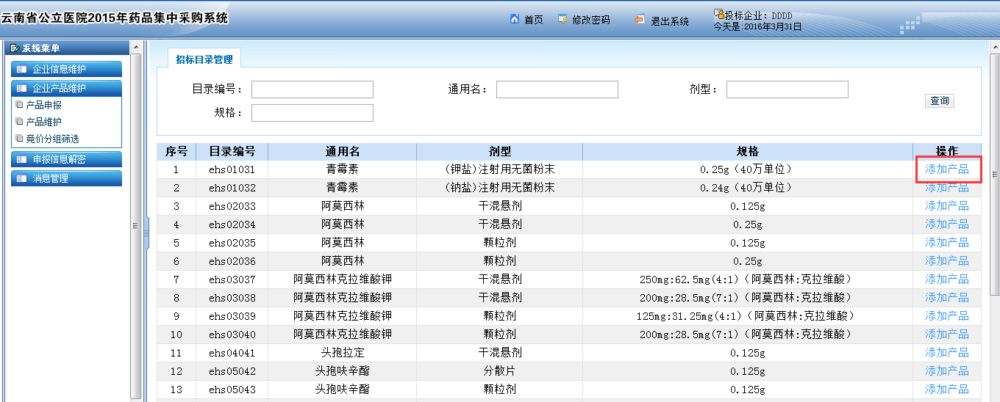 云南省公立医院2015年药品集中采购系统
首页 修改密码 退出系统
投标企业: DDDD
今天是:2016年3月31日
系统菜单
企业信息维护
企业产品维护
产品申报
产品维护
竟价分组筛选
申报信息解密
消息管理
招标目录管理
目录编号: 通用名: 剂型:
规格:
查询
序号 目录编号 通用名 剂型 规格 操作
1 ehs01031 青霉素 (钾盐)注射用无菌粉末 0.25g（40万单位） 添加产品
2 ehs01032 青霉素 (钠盐)注射用无菌粉末 0.24g（40万单位） 添加产品
3 ehs02033 阿莫西林 干混悬剂 0.125g 添加产品
4 ehs02034 阿莫西林 干混悬剂 0.25g 添加产品
5 ehs02035 阿莫西林 颗粒剂 0.125g 添加产品
6 ehs02036 阿莫西林 颗粒剂 0.25g 添加产品
7 ehs03037 阿莫西林克拉维酸钾 干混悬剂 250mg:62.5mg(4:1)（阿莫西林:克拉维酸） 添加产品
8 ehs03038 阿莫西林克拉维酸钾 干混悬剂 200mg:28.5mg(7:1)（阿莫西林:克拉维酸） 添加产品
9 ehs03039 阿莫西林克拉维酸钾 颗粒剂 125mg:31.25mg(4:1)（阿莫西林:克拉维酸） 添加产品
10 ehs03040 阿莫西林克拉维酸钾 颗粒剂 200mg:28.5mg(7:1)（阿莫西林:克拉维酸） 添加产品
11 ehs04041 头孢拉定 干混悬剂 0.125g 添加产品
12 ehs05042 头孢呋辛酯 分散片 0.125g 添加产品
13 ehs05043 头孢呋辛酯 颗粒剂 0.125g 添加产品